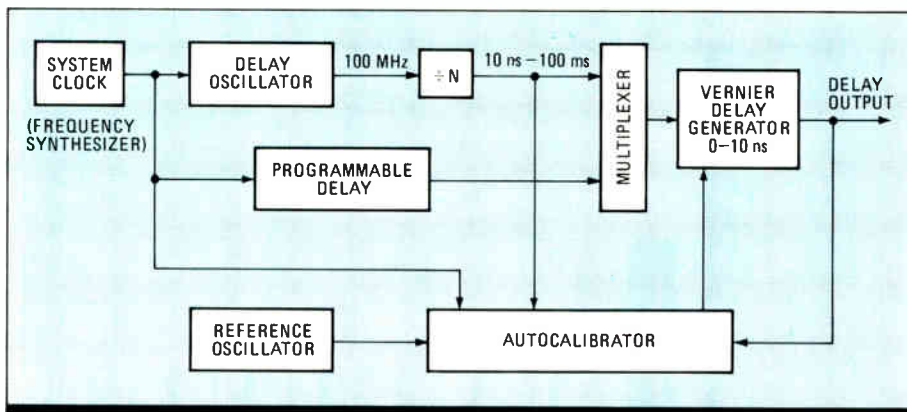 SYSTEM
CLOCK
(FREQUENCY
SYNTHESIZER)
DELAY
OSCILLATOR
100 MHz
÷N
10 ns–100 ms
MULTIPLEXER
VERNIER
DELAY
GENERATOR
0–10 ns
DELAY
OUTPUT
PROGRAMMABLE
DELAY
REFERENCE
OSCILLATOR
AUTOCALIBRATOR